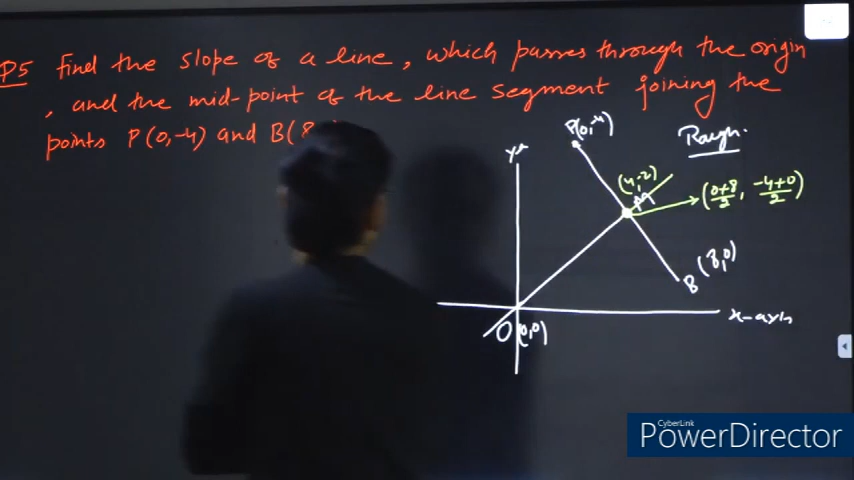 P5 Find the slope of a line, which passes through the origin
, and the mid-point of the line segment joining the
points P(0,-4) and B(8
Rough.
P(0,-4)
(4,-2)
M
(0+8/2, -4+0/2)
B (8,0)
x-axis
O (0,0)
CyberLink
PowerDirector